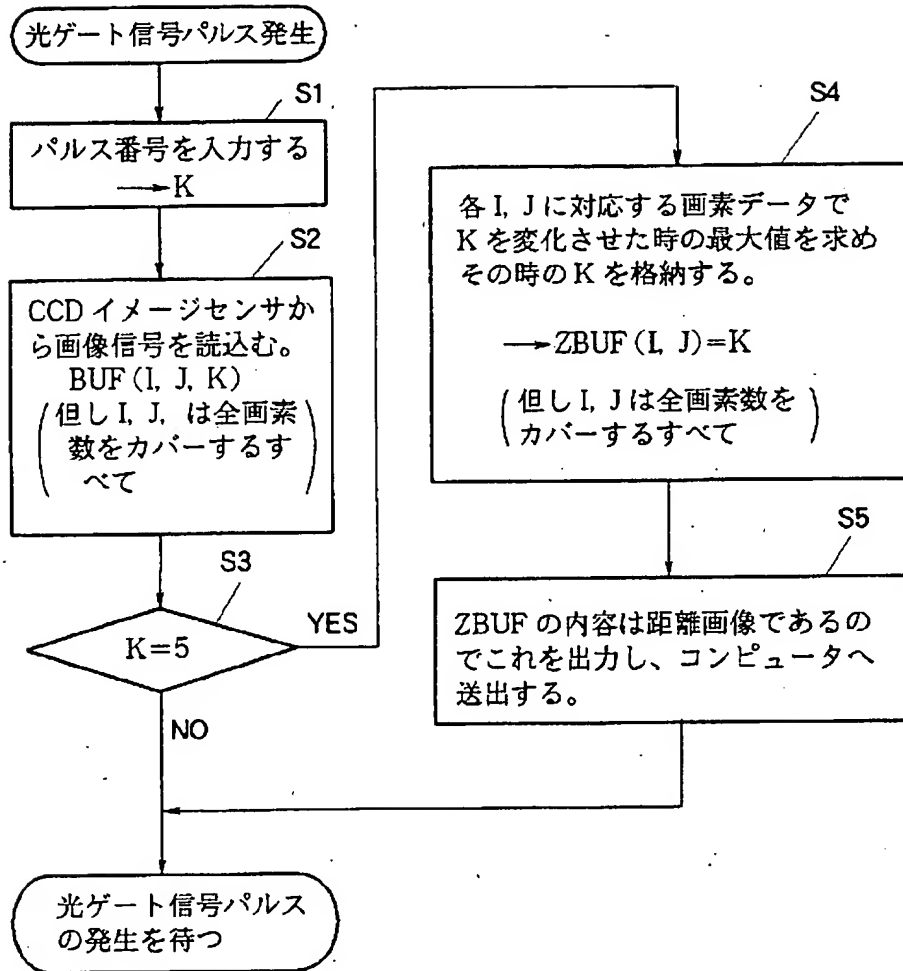 光ゲート信号パルス発生
S1
パルス番号を入力する
→K
S2
CCDイメージセンサか
ら画像信号を読込む。
BUF(I, J, K)
(但しI, J, は全画素
数をカバーするす
べて)
S3
K=5
YES
NO
S4
各I, Jに対応する画素データで
Kを変化させた時の最大値を求め
その時のKを格納する。
→ZBUF(I, J)=K
(但しI, Jは全画素数を
カバーするすべて)
S5
ZBUFの内容は距離画像であるの
でこれを出力し、コンピュータへ
送出する。
光ゲート信号パルス
の発生を待つ